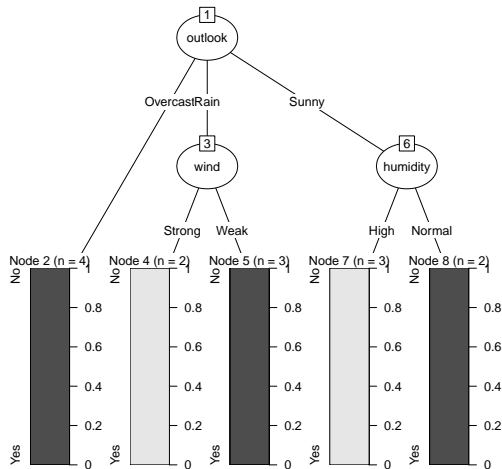 1
outlook
Overcast Rain Sunny
3
wind
6
humidity
Strong Weak High Normal
Node 2 (n = 4) Node 4 (n = 2) Node 5 (n = 3) Node 7 (n = 3) Node 8 (n = 2)
No 1 No 1 No 1 No 1 No 1
0.8 0.8 0.8 0.8 0.8
0.6 0.6 0.6 0.6 0.6
0.4 0.4 0.4 0.4 0.4
0.2 0.2 0.2 0.2 0.2
Yes 0 Yes 0 Yes 0 Yes 0 Yes 0